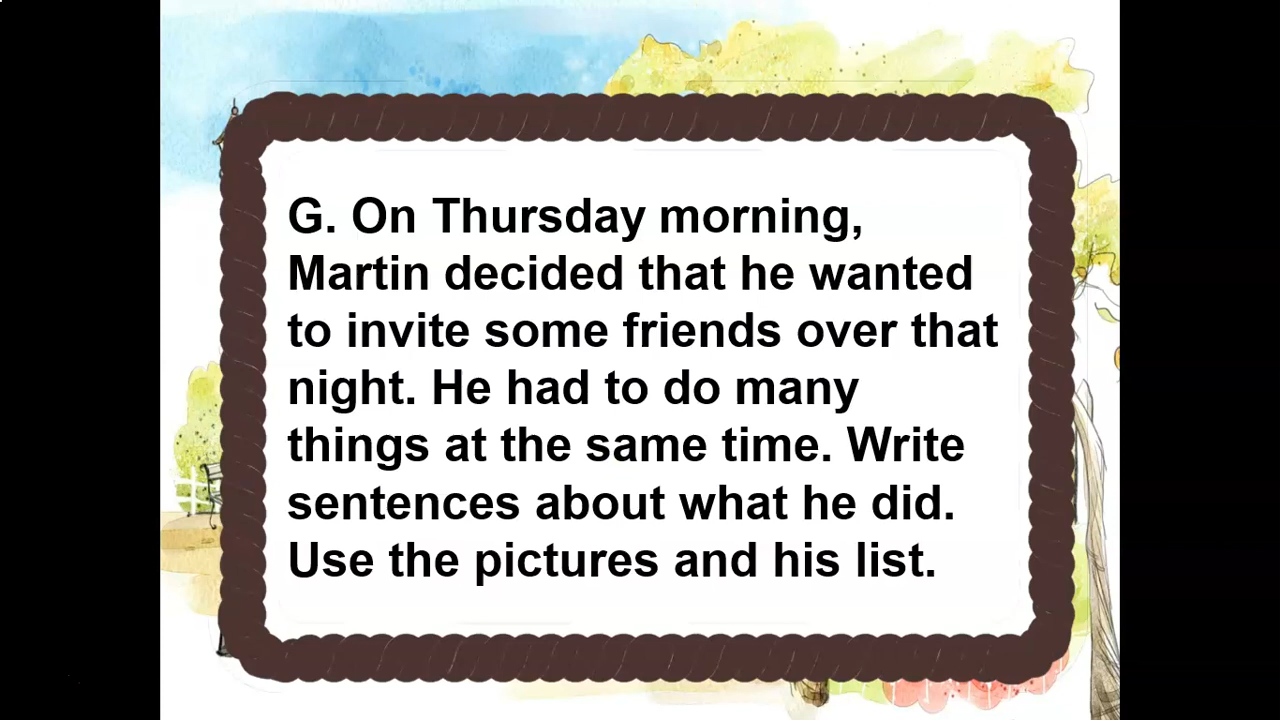 G. On Thursday morning,
Martin decided that he wanted
to invite some friends over that
night. He had to do many
things at the same time. Write
sentences about what he did.
Use the pictures and his list.